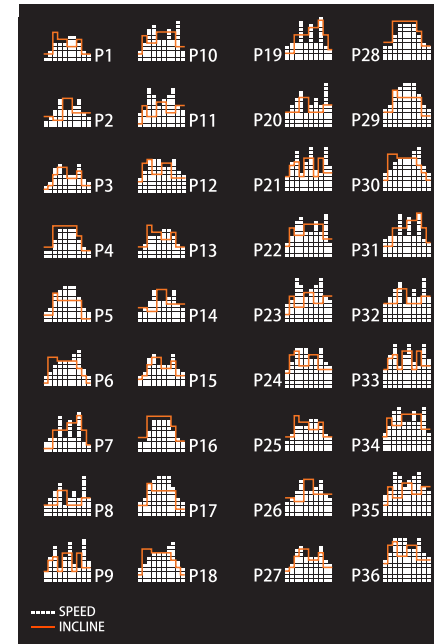 P1 P10 P19 P28
P2 P11 P20 P29
P3 P12 P21 P30
P4 P13 P22 P31
P5 P14 P23 P32
P6 P15 P24 P33
P7 P16 P25 P34
P8 P17 P26 P35
P9 P18 P27 P36
SPEED
INCLINE